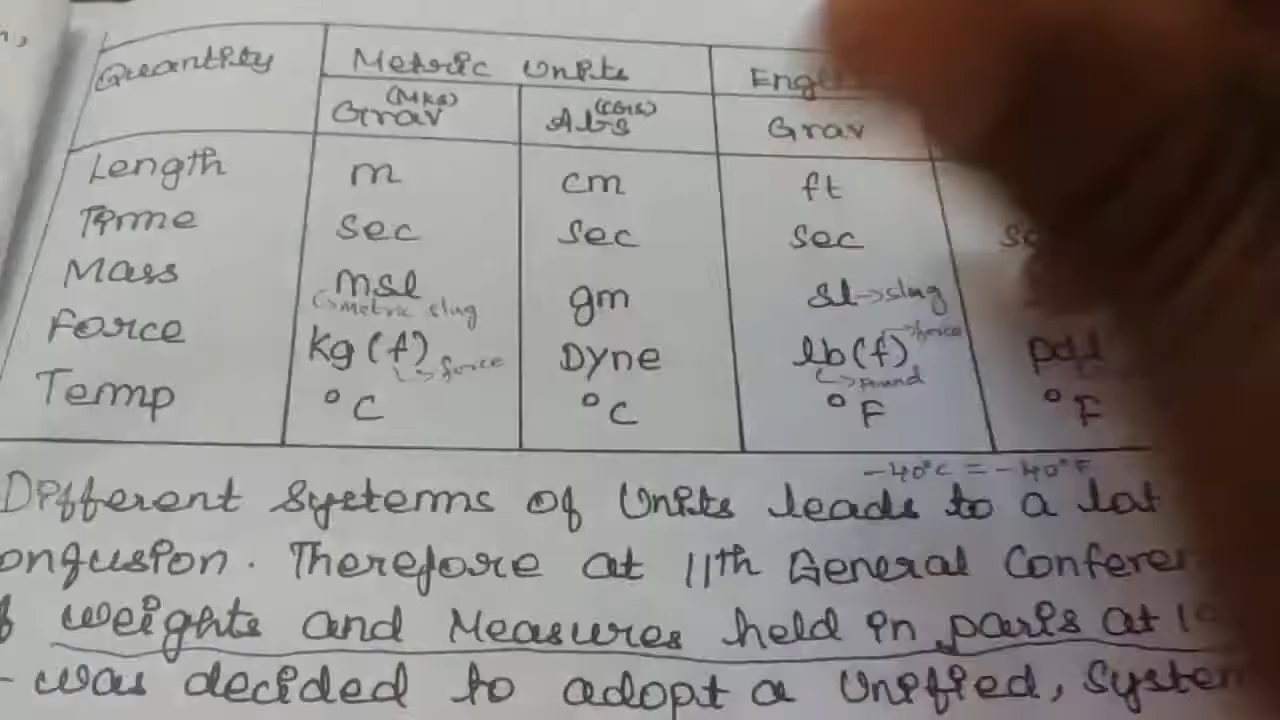 Quantity Metric Units
Grav (MKS) Abs (CGS) Grav
Length m cm ft
Time sec sec sec
Mass msl gm sl→slug
↳metric slug
Force kg(f) ↳force Dyne lb(f) →force pdl
↳pound
Temp °C °C °F °F
-40°C = -40°F
Different Systems of Units leads to a lot
onfusion. Therefore at 11th General Conferen
f weights and Measures held in paris at 19
- was decided to adopt a Unified, System